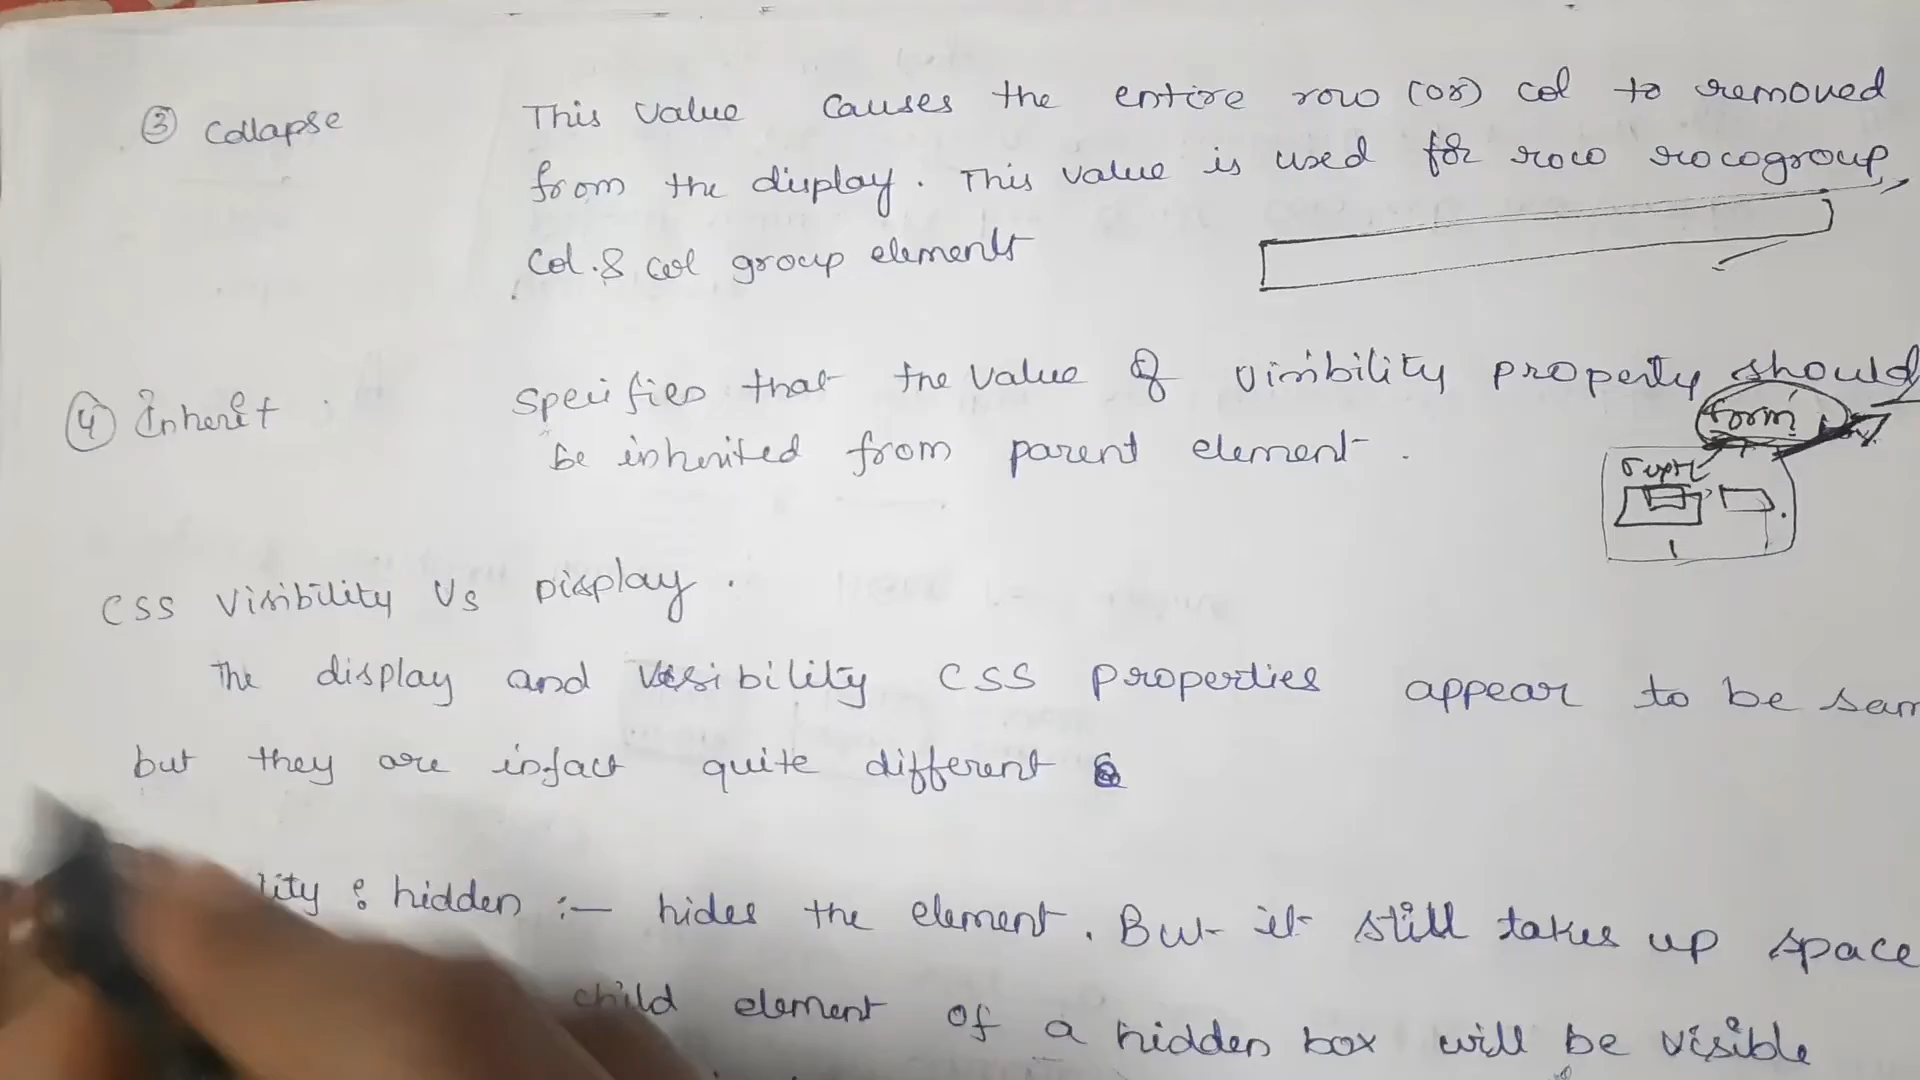 ③ Collapse This value causes the entire row (or) col to removed
from the display. This value is used for row rowgroup,
Col. & col group elements
④ Inherit : Specifies that the value of visibility property should
form
be inherited from parent element.
CSS Visibility Vs Display.
The display and visibility CSS properties appear to be sam
but they are infact quite different
lity : hidden :- hides the element. But it still takes up space
child element of a hidden box will be visible